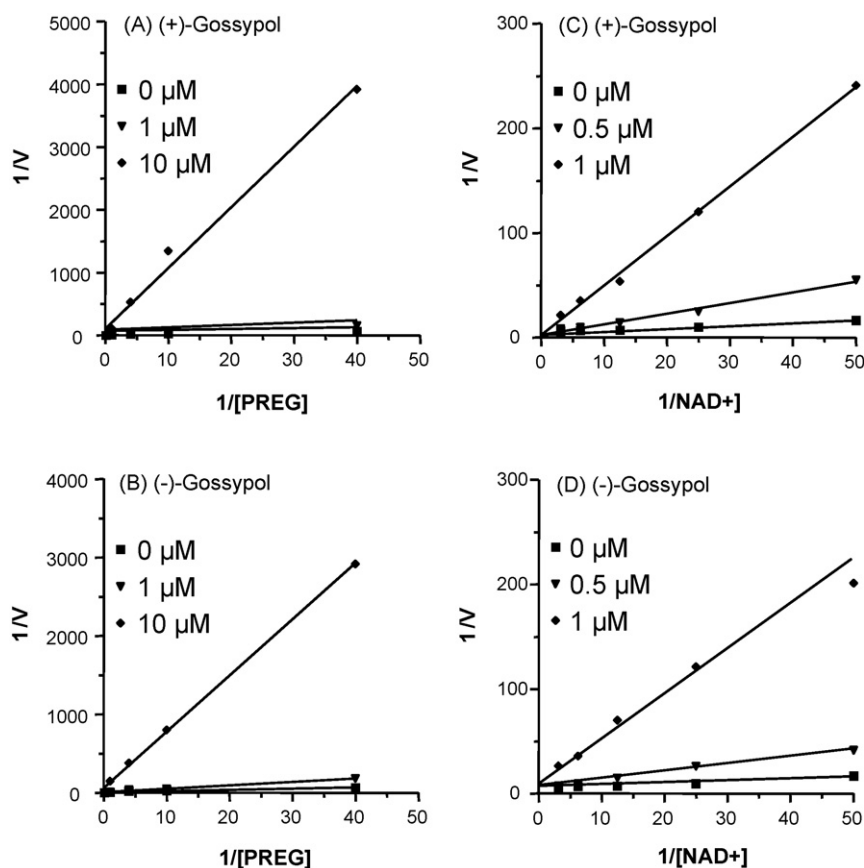 (A) (+)-Gossypol
5000
4000
3000
2000
1000
0
1/V
■ 0 µM
▼ 1 µM
◆ 10 µM
0 10 20 30 40 50
1/[PREG]
(C) (+)-Gossypol
300
200
100
0
1/V
■ 0 µM
▼ 0.5 µM
◆ 1 µM
0 10 20 30 40 50
1/NAD+]
(B) (-)-Gossypol
4000
3000
2000
1000
0
1/V
■ 0 µM
▼ 1 µM
◆ 10 µM
0 10 20 30 40 50
1/[PREG]
(D) (-)-Gossypol
300
200
100
0
1/V
■ 0 µM
▼ 0.5 µM
◆ 1 µM
0 10 20 30 40 50
1/[NAD+]